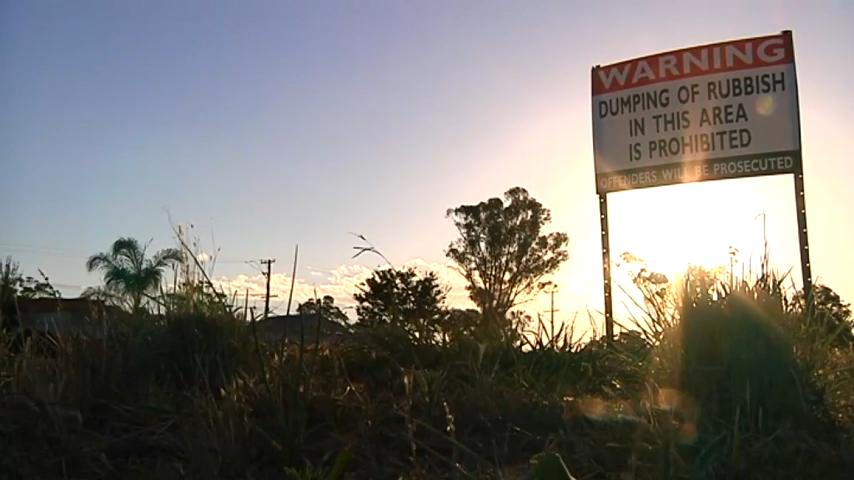 WARNING
DUMPING OF RUBBISH
IN THIS AREA
IS PROHIBITED
OFFENDERS WILL BE PROSECUTED